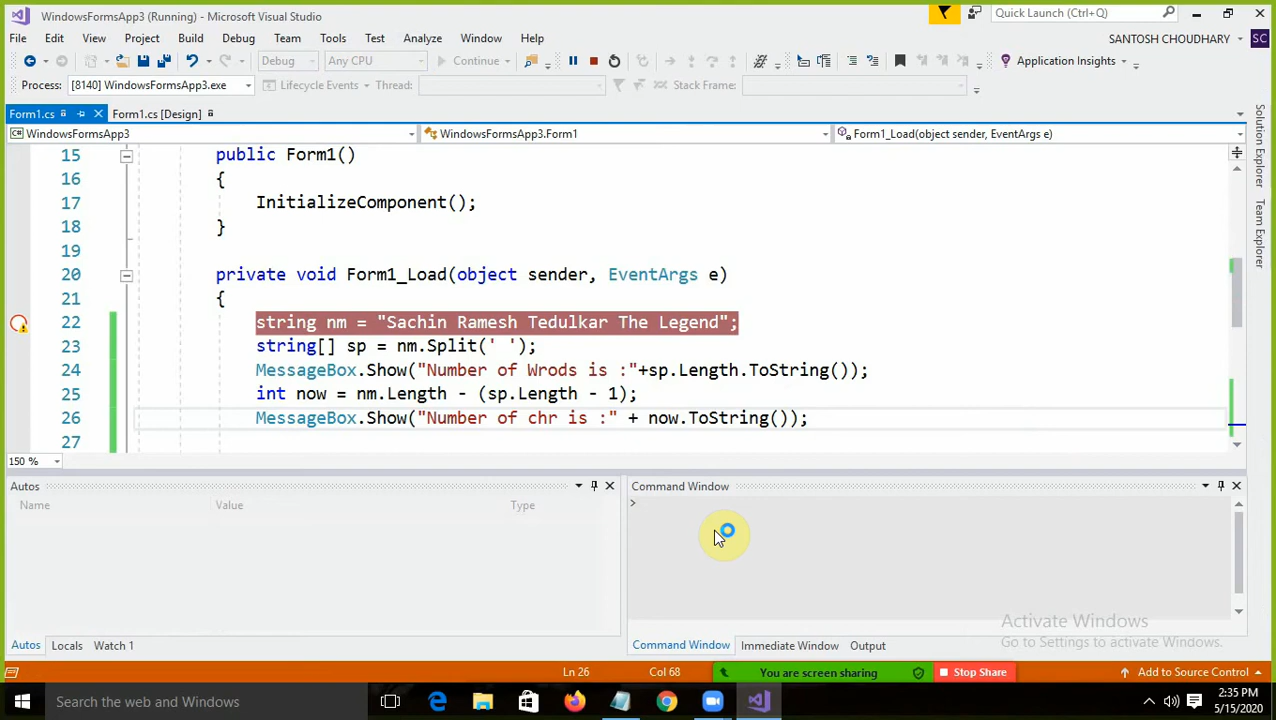 WindowsFormsApp3 (Running) - Microsoft Visual Studio
Quick Launch (Ctrl+Q)
File Edit View Project Build Debug Team Tools Test Analyze Window Help
SANTOSH CHOUDHARY SC
Debug Any CPU Continue Application Insights
Process: [8140] WindowsFormsApp3.exe Lifecycle Events Thread: Stack Frame:
Form1.cs Form1.cs [Design]
WindowsFormsApp3 WindowsFormsApp3.Form1 Form1_Load(object sender, EventArgs e)
Solution Explorer
Team Explorer
15 public Form1()
16 {
17 InitializeComponent();
18 }
19
20 private void Form1_Load(object sender, EventArgs e)
21 {
22 string nm = "Sachin Ramesh Tedulkar The Legend";
23 string[] sp = nm.Split(' ');
24 MessageBox.Show("Number of Wrods is :"+sp.Length.ToString());
25 int now = nm.Length - (sp.Length - 1);
26 MessageBox.Show("Number of chr is :" + now.ToString());
27
150 %
Autos
Name Value Type
Command Window
>
Autos Locals Watch 1
Command Window Immediate Window Output
Activate Windows
Go to Settings to activate Windows.
Ln 26 Col 68 You are screen sharing Stop Share Add to Source Control
Search the web and Windows
2:35 PM
5/15/2020